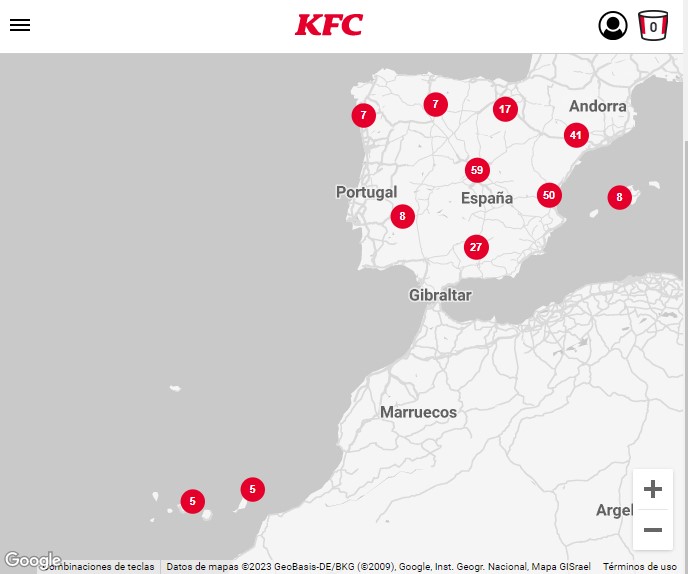 KFC
0
7
7
17
Andorra
41
59
Portugal
España
50
8
8
27
Gibraltar
Marruecos
5
5
Argel
Google
Combinaciones de teclas
Datos de mapas ©2023 GeoBasis-DE/BKG (©2009), Google, Inst. Geogr. Nacional, Mapa GISrael
Términos de uso